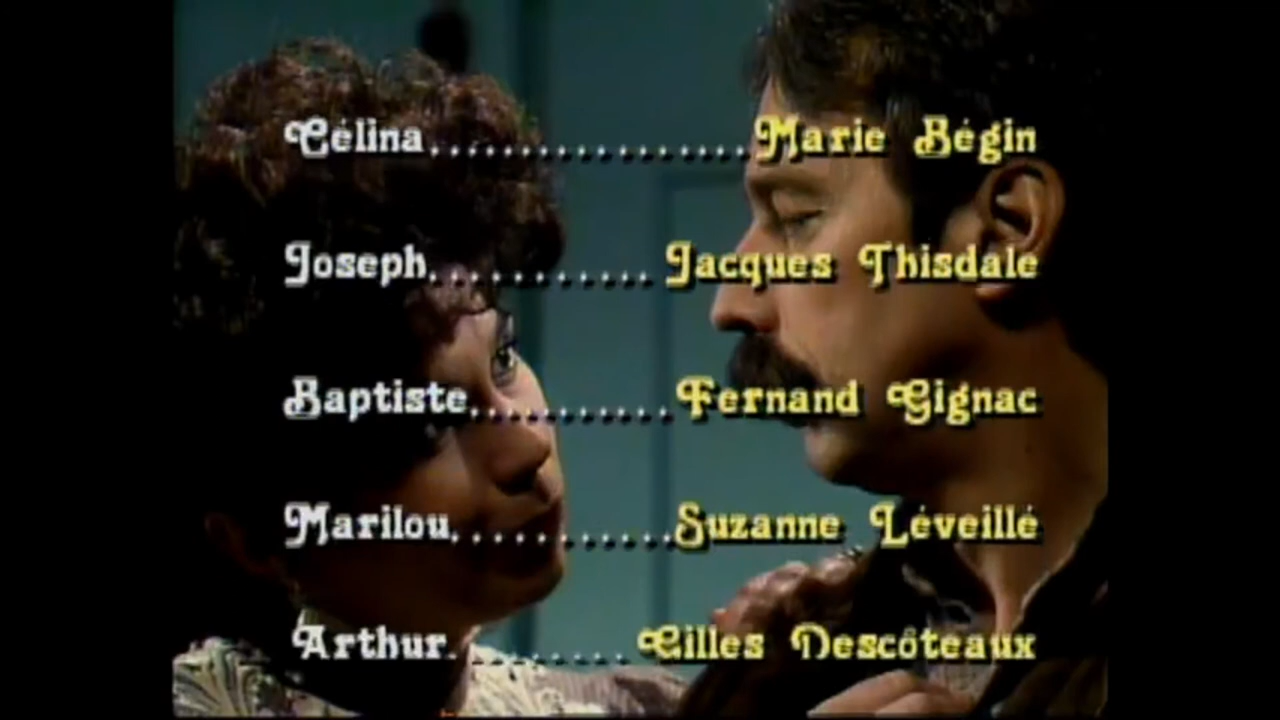 Célina................Marie Bégin
Joseph............Jacques Thisdale
Baptiste...........Fernand Gignac
Marilou............Suzanne Léveillé
Arthur..........Gilles Descôteaux